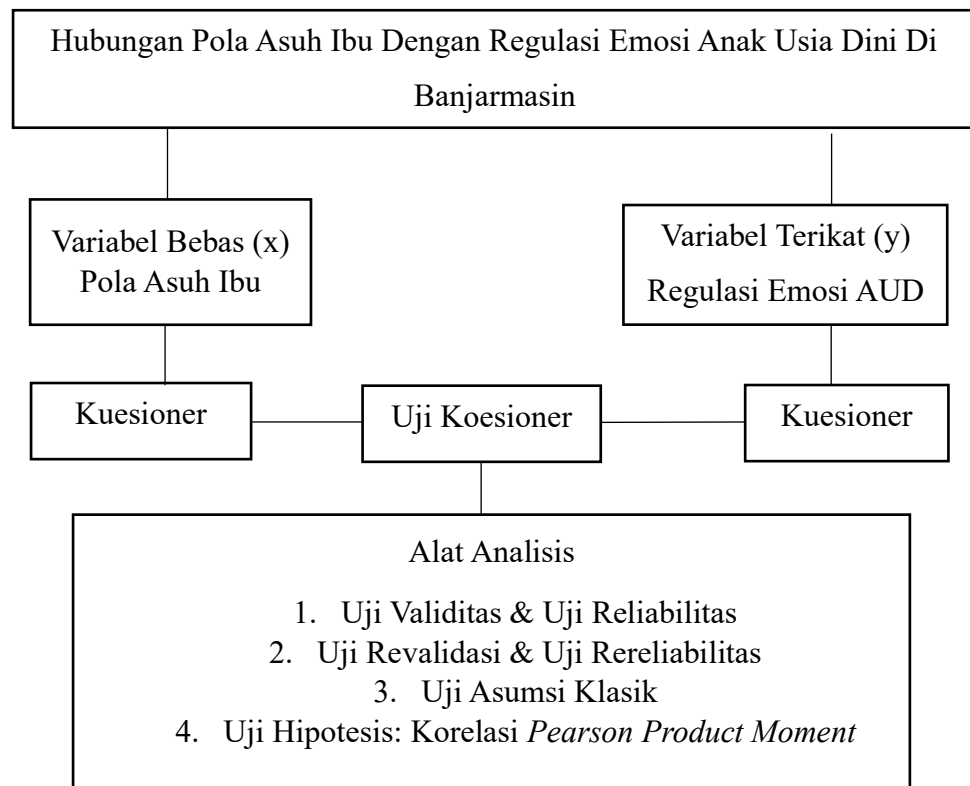 Hubungan Pola Asuh Ibu Dengan Regulasi Emosi Anak Usia Dini Di
Banjarmasin
Variabel Bebas (x)
Pola Asuh Ibu
Variabel Terikat (y)
Regulasi Emosi AUD
Kuesioner
Uji Koesioner
Kuesioner
Alat Analisis
1. Uji Validitas & Uji Reliabilitas
2. Uji Revalidasi & Uji Rereliabilitas
3. Uji Asumsi Klasik
4. Uji Hipotesis: Korelasi Pearson Product Moment